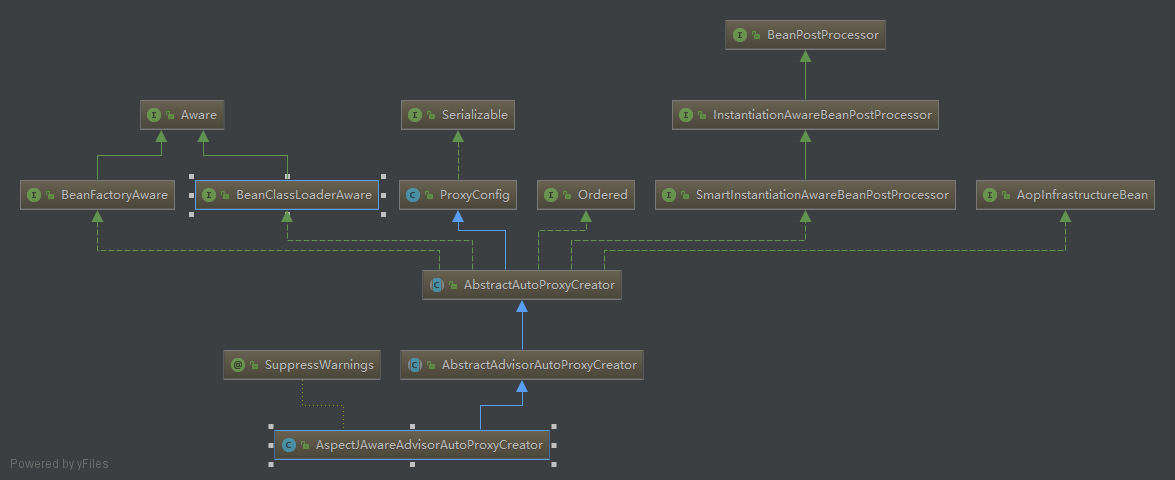 BeanPostProcessor
Aware
Serializable
InstantiationAwareBeanPostProcessor
BeanFactoryAware
BeanClassLoaderAware
ProxyConfig
Ordered
SmartInstantiationAwareBeanPostProcessor
AopInfrastructureBean
AbstractAutoProxyCreator
SuppressWarnings
AbstractAdvisorAutoProxyCreator
AspectJAwareAdvisorAutoProxyCreator
Powered by yFiles